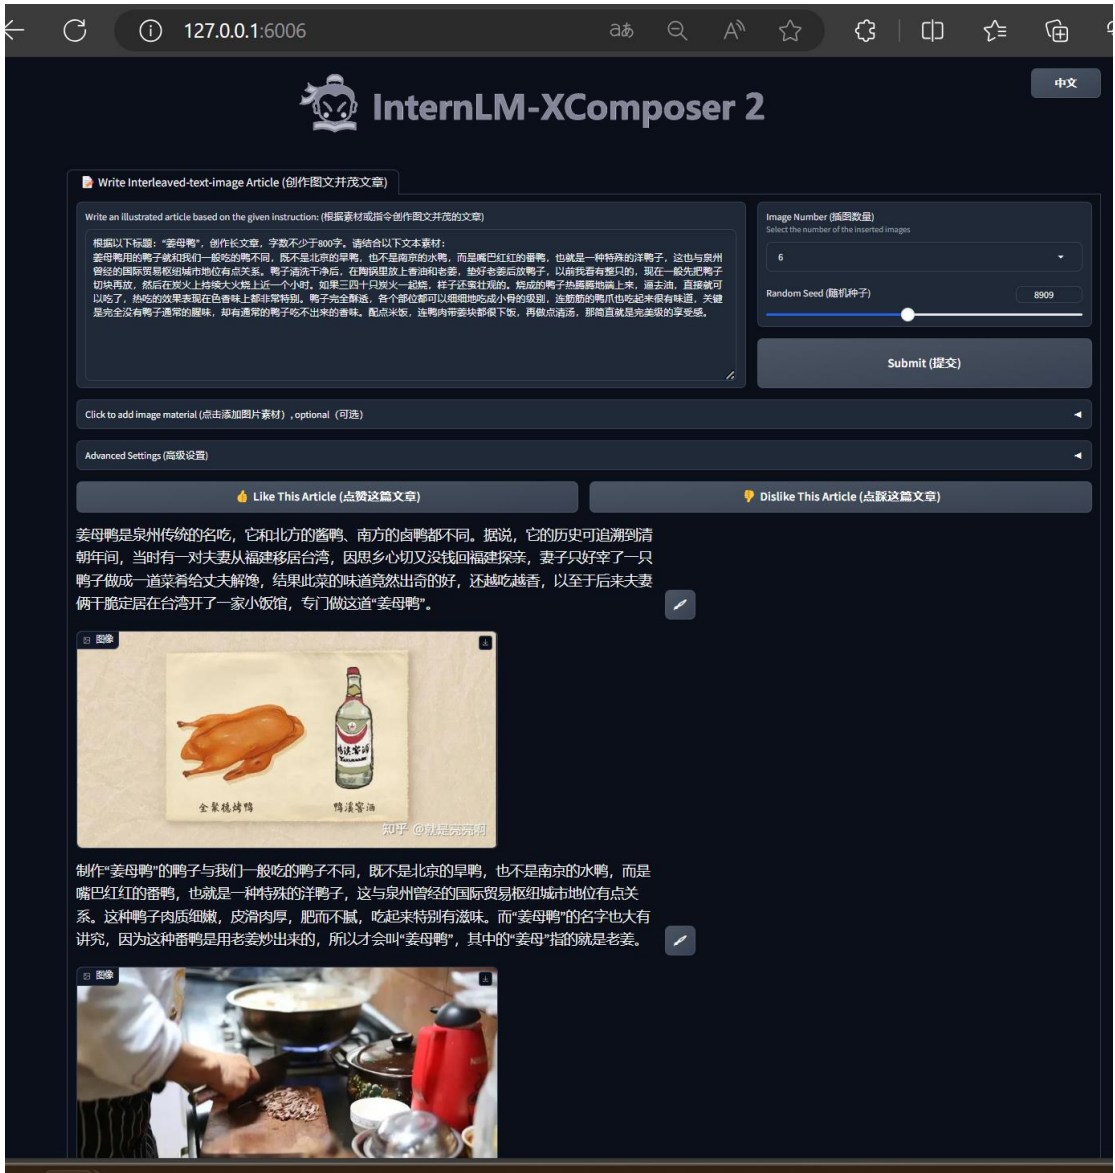 127.0.0.1:6006
InternLM-XComposer 2
中文
Write Interleaved-text-image Article (创作图文并茂文章)
Write an illustrated article based on the given instruction: (根据素材或指令创作图文并茂的文章)
根据以下标题：“姜母鸭”，创作长文章，字数不少于800字。请结合以下文本素材：
姜母鸭用的鸭子就和我们一般吃的鸭不同，既不是北京的旱鸭，也不是南京的水鸭，而是嘴巴红红的番鸭，也就是一种特殊的洋鸭子，这也与泉州
曾经的国际贸易枢纽城市地位有点关系。鸭子清洗干净后，在陶锅里放上香油和老姜，垫好老姜后放鸭子，以前我看有整只的，现在一般先把鸭子
切块再放，然后在炭火上持续大火烧上近一个小时。如果三四十只炭火一起烧，样子还蛮壮观的。烧成的鸭子热腾腾地端上来，逼去油，直接就可
以吃了，热吃的效果表现在色香味上都非常特别。鸭子完全酥透，各个部位都可以细细地吃成小骨的级别，连筋筋的鸭爪也吃起来很有味道，关键
是完全没有鸭子通常的腥味，却有通常的鸭子吃不出来的香味。配点米饭，连鸭肉带姜块都很下饭，再做点清汤，那简直就是完美级的享受感。
Image Number (插图数量)
Select the number of the inserted images
6
Random Seed (随机种子)
8909
Submit (提交)
Click to add image material (点击添加图片素材) , optional（可选）
Advanced Settings (高级设置)
Like This Article (点赞这篇文章)
Dislike This Article (点踩这篇文章)
姜母鸭是泉州传统的名吃，它和北方的酱鸭、南方的卤鸭都不同。据说，它的历史可追溯到清
朝年间，当时有一对夫妻从福建移居台湾，因思乡心切又没钱回福建探亲，妻子只好宰了一只
鸭子做成一道菜肴给丈夫解馋，结果此菜的味道竟然出奇的好，还越吃越香，以至于后来夫妻
俩干脆定居在台湾开了一家小饭馆，专门做这道“姜母鸭”。
图像
鸭溪窖酒
全聚德烤鸭
鸭溪窖酒
知乎 @就是亮亮啊
制作“姜母鸭”的鸭子与我们一般吃的鸭子不同，既不是北京的旱鸭，也不是南京的水鸭，而是
嘴巴红红的番鸭，也就是一种特殊的洋鸭子，这与泉州曾经的国际贸易枢纽城市地位有点关
系。这种鸭子肉质细嫩，皮滑肉厚，肥而不腻，吃起来特别有滋味。而“姜母鸭”的名字也大有
讲究，因为这种番鸭是用老姜炒出来的，所以才会叫“姜母鸭”，其中的“姜母”指的就是老姜。
图像